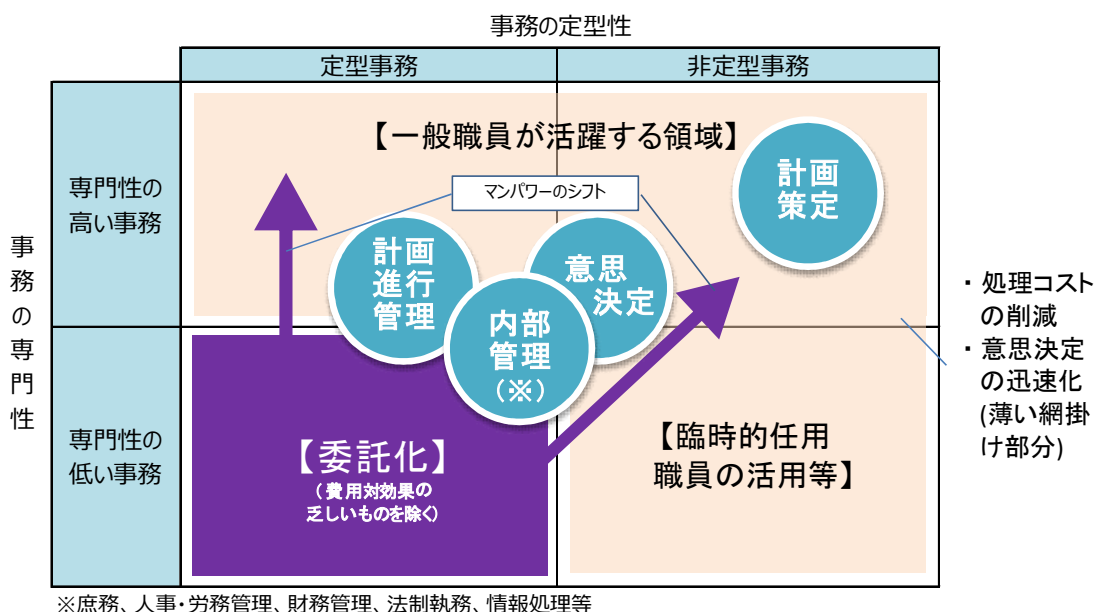 事務の定型性
定型事務
非定型事務
事務の専門性
専門性の
高い事務
【一般職員が活躍する領域】
マンパワーのシフト
計画
策定
計画
進行
管理
意思
決定
内部
管理
(※)
専門性の
低い事務
【委託化】
(費用対効果の
乏しいものを除く)
【臨時的任用
職員の活用等】
・処理コスト
の削減
・意思決定
の迅速化
(薄い網掛
け部分)
※庶務、人事・労務管理、財務管理、法制執務、情報処理等